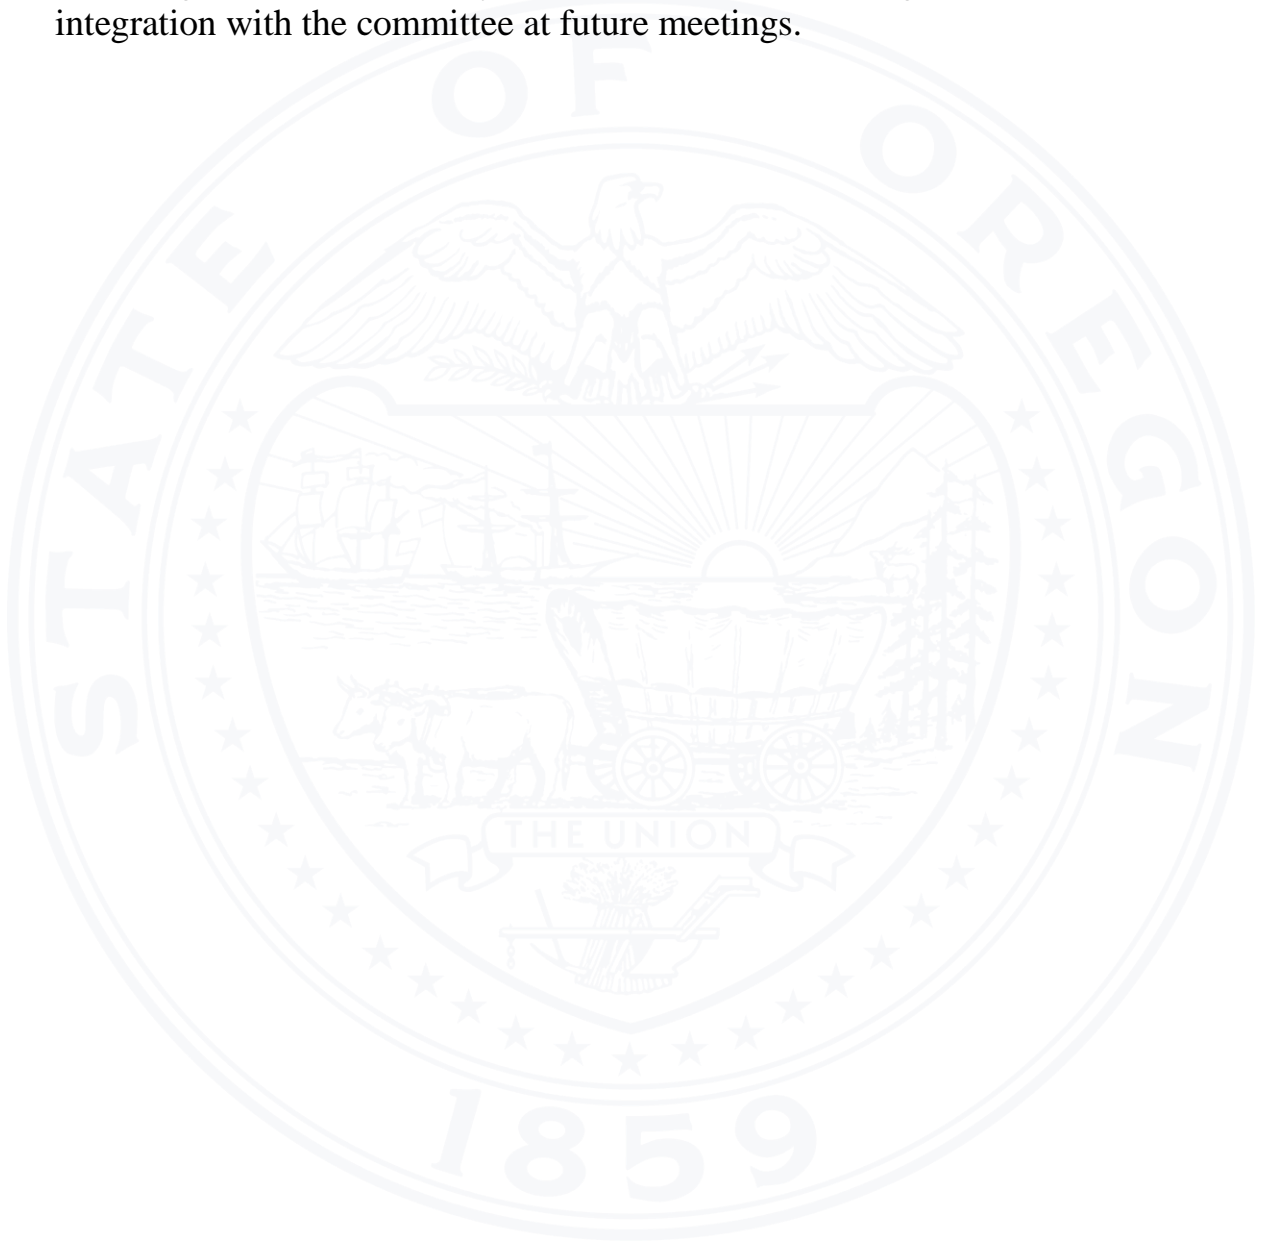 integration with the committee at future meetings.
STATE OF OREGON
THE UNION
1859